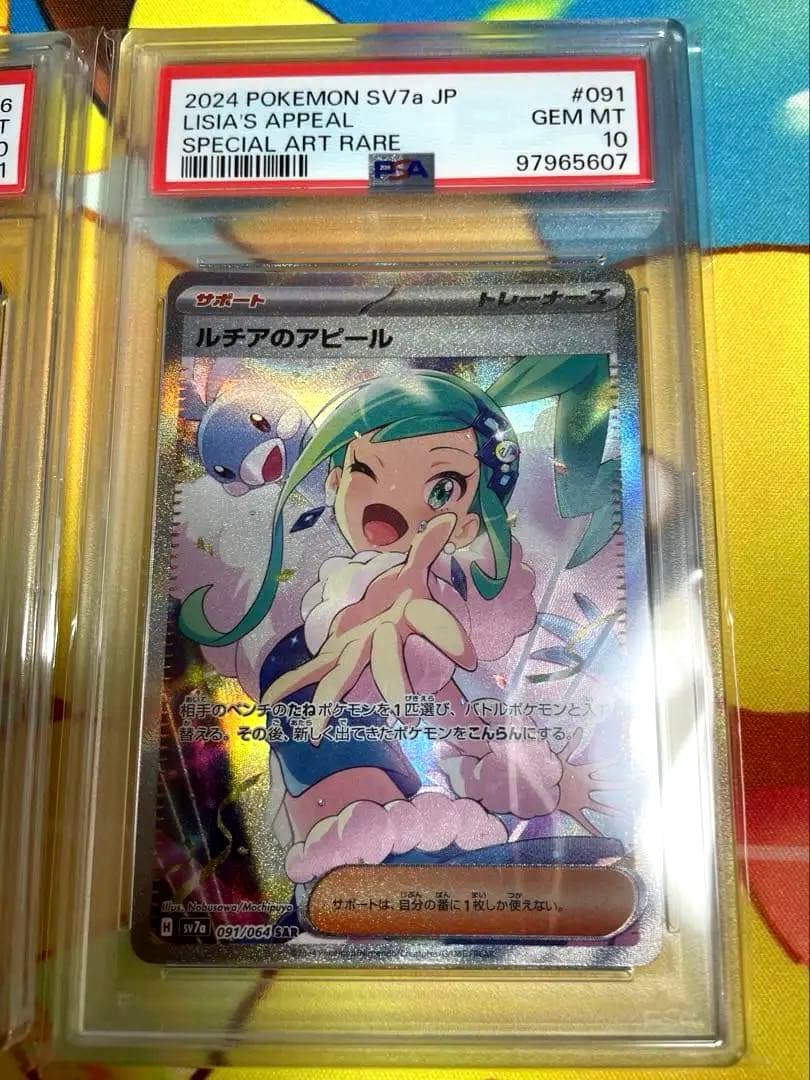 2024 POKEMON SV7a JP #091
LISIA'S APPEAL GEM MT
SPECIAL ART RARE 10
PSA 97965607
サポート トレーナーズ
ルチアのアピール
相手のベンチのたねポケモンを1匹選び、バトルポケモンと入れ
替える。その後、新しく出てきたポケモンをこんらんにする。
サポートは、自分の番に1枚しか使えない。
Illus. Nobusawa/Mochipuyo
H SV7a 091/064 SAR